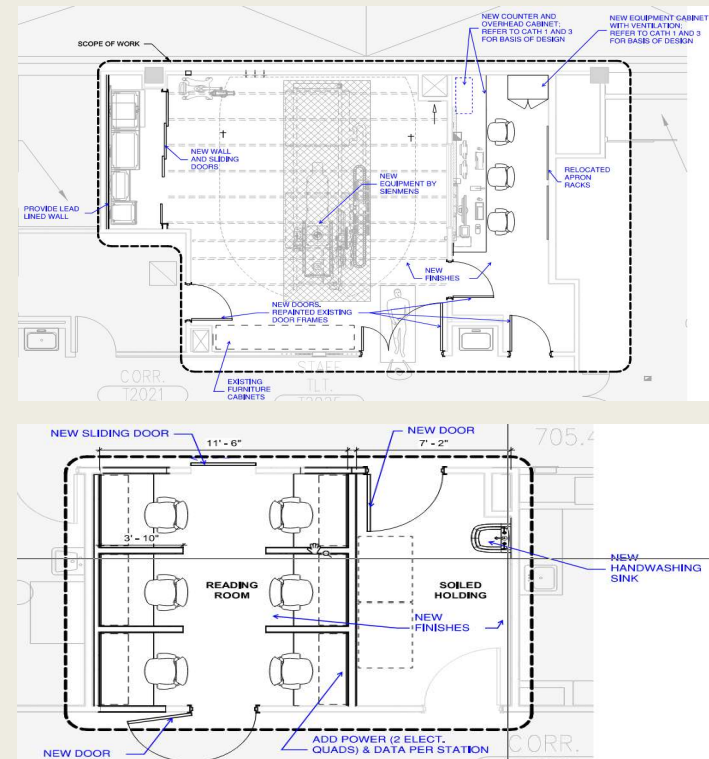 SCOPE OF WORK
NEW COUNTER AND
OVERHEAD CABINET;
REFER TO CATH 1 AND 3
FOR BASIS OF DESIGN
NEW EQUIPMENT CABINET
WITH VENTILATION;
REFER TO CATH 1 AND 3
FOR BASIS OF DESIGN
NEW WALL
AND SLIDING
DOORS
NEW
EQUIPMENT BY
SIENMENS
RELOCATED
APRON
RACKS
PROVIDE LEAD
LINED WALL
NEW
FINISHES
NEW DOORS.
REPAINTED EXISTING
DOOR FRAMES
EXISTING
FURNITURE
CABINETS
CORR.
T2021
STAFF
TLT.
NEW SLIDING DOOR
11' - 6"
NEW DOOR
7' - 2"
705.4
3' - 10"
READING
ROOM
SOILED
HOLDING
NEW
HANDWASHING
SINK
NEW
FINISHES
NEW DOOR
ADD POWER (2 ELECT.
QUADS) & DATA PER STATION
CORR.